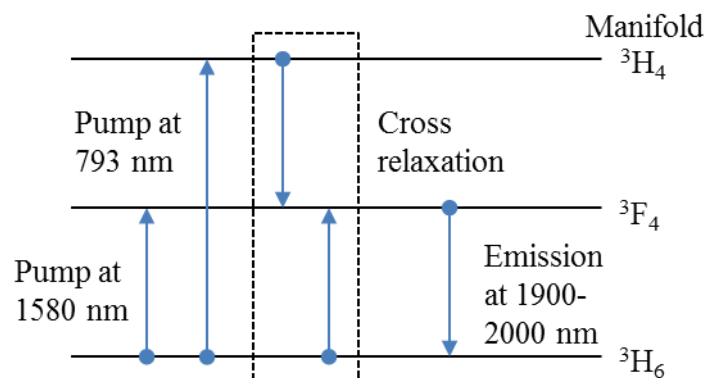 Manifold
³H₄
Pump at
793 nm
Cross
relaxation
³F₄
Pump at
1580 nm
Emission
at 1900-
2000 nm
³H₆